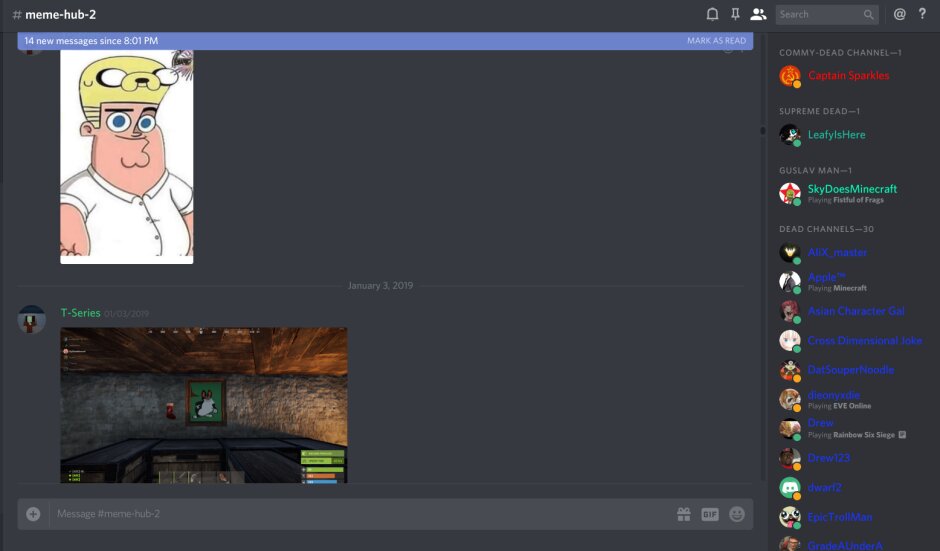 # meme-hub-2
Search
@
?
14 new messages since 8:01 PM
MARK AS READ
January 3, 2019
T-Series 01/03/2019
Message #meme-hub-2
GIF
COMMY-DEAD CHANNEL—1
Captain Sparkles
SUPREME DEAD—1
LeafyIsHere
GUSLAV MAN—1
SkyDoesMinecraft
Playing Fistful of Frags
DEAD CHANNELS—30
AliX_master
Apple™
Playing Minecraft
Asian Character Gal
Cross Dimensional Joke
DatSouperNoodle
dieonyxdie
Playing EVE Online
Drew
Playing Rainbow Six Siege
Drew123
dwarf2
EpicTrollMan
GradeAUnderA